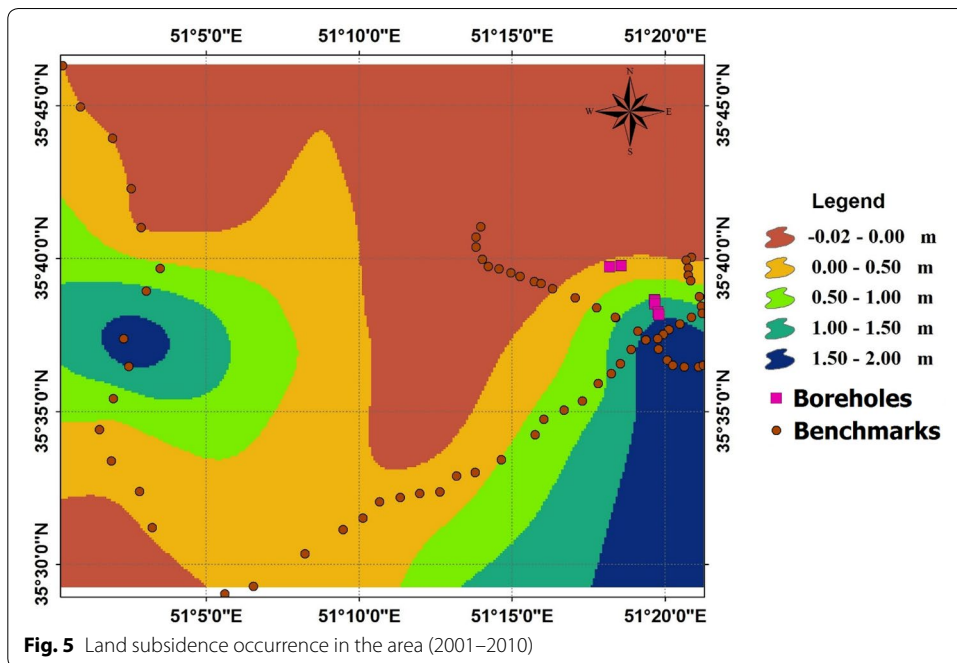 51°5'0"E 51°10'0"E 51°15'0"E 51°20'0"E
N
W E
S
35°45'0"N 35°45'0"N
35°40'0"N 35°40'0"N
35°35'0"N 35°35'0"N
35°30'0"N 35°30'0"N
51°5'0"E 51°10'0"E 51°15'0"E 51°20'0"E
Legend
-0.02 - 0.00 m
0.00 - 0.50 m
0.50 - 1.00 m
1.00 - 1.50 m
1.50 - 2.00 m
Boreholes
Benchmarks
Fig. 5 Land subsidence occurrence in the area (2001–2010)